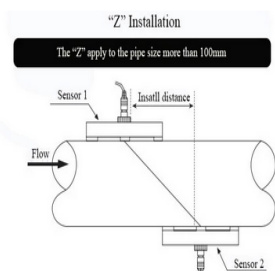 “Z” Installation
The “Z” apply to the pipe size more than 100mm
Sensor 1
Insatll distance
Flow
Sensor 2